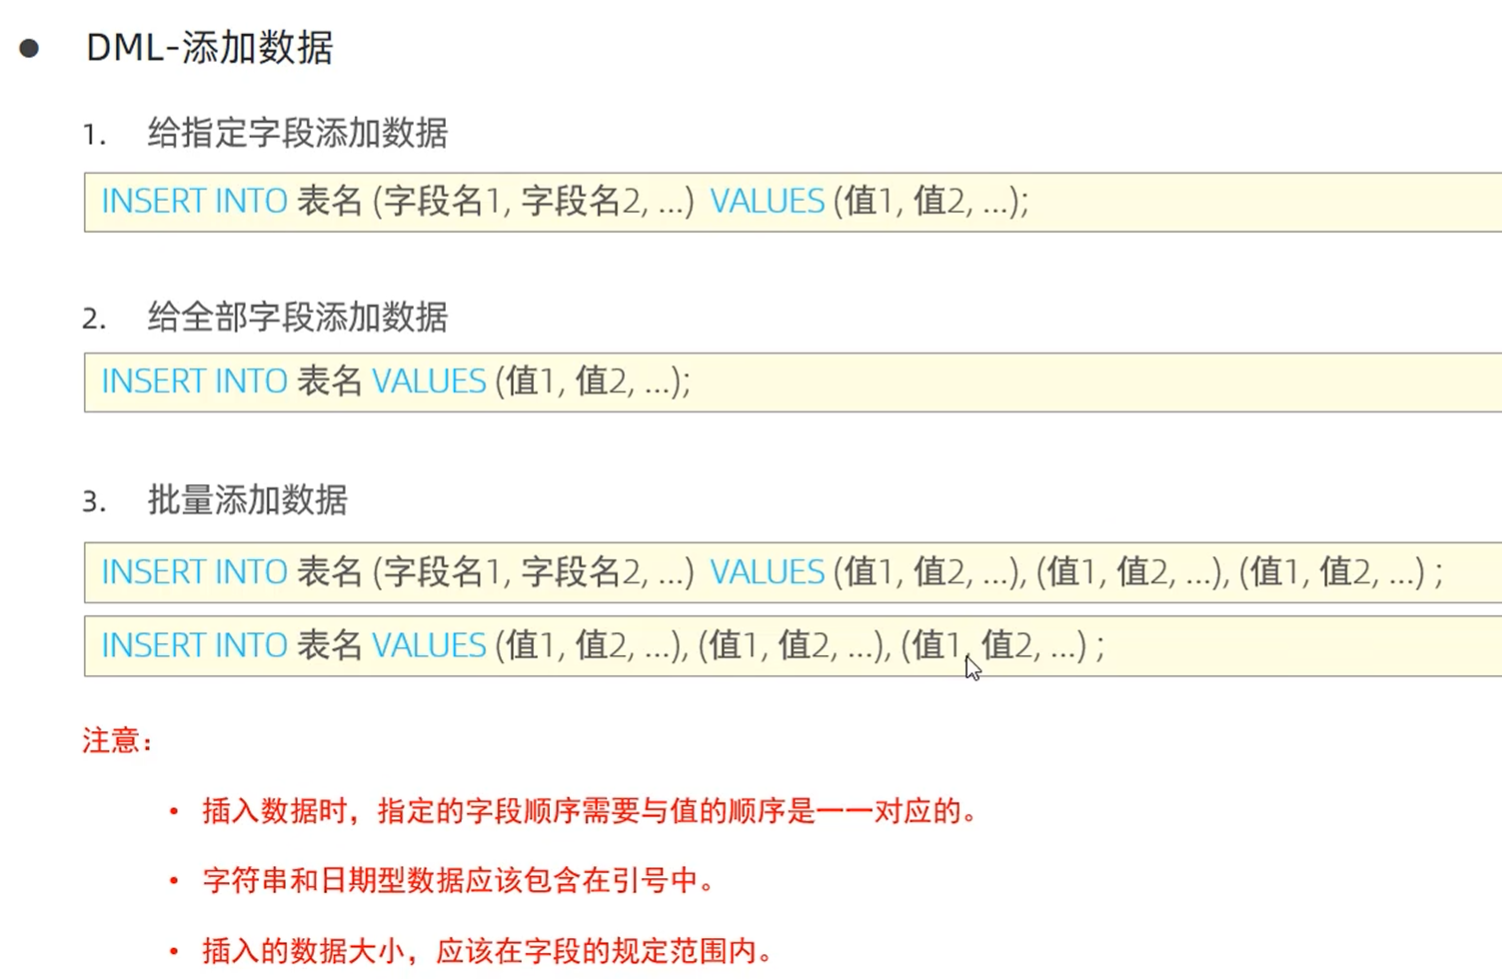 ● DML-添加数据
1. 给指定字段添加数据
INSERT INTO 表名 (字段名1, 字段名2, ...) VALUES (值1, 值2, ...);
2. 给全部字段添加数据
INSERT INTO 表名 VALUES (值1, 值2, ...);
3. 批量添加数据
INSERT INTO 表名 (字段名1, 字段名2, ...) VALUES (值1, 值2, ...), (值1, 值2, ...), (值1, 值2, ...) ;
INSERT INTO 表名 VALUES (值1, 值2, ...), (值1, 值2, ...), (值1, 值2, ...) ;
注意：
• 插入数据时，指定的字段顺序需要与值的顺序是一一对应的。
• 字符串和日期型数据应该包含在引号中。
• 插入的数据大小，应该在字段的规定范围内。